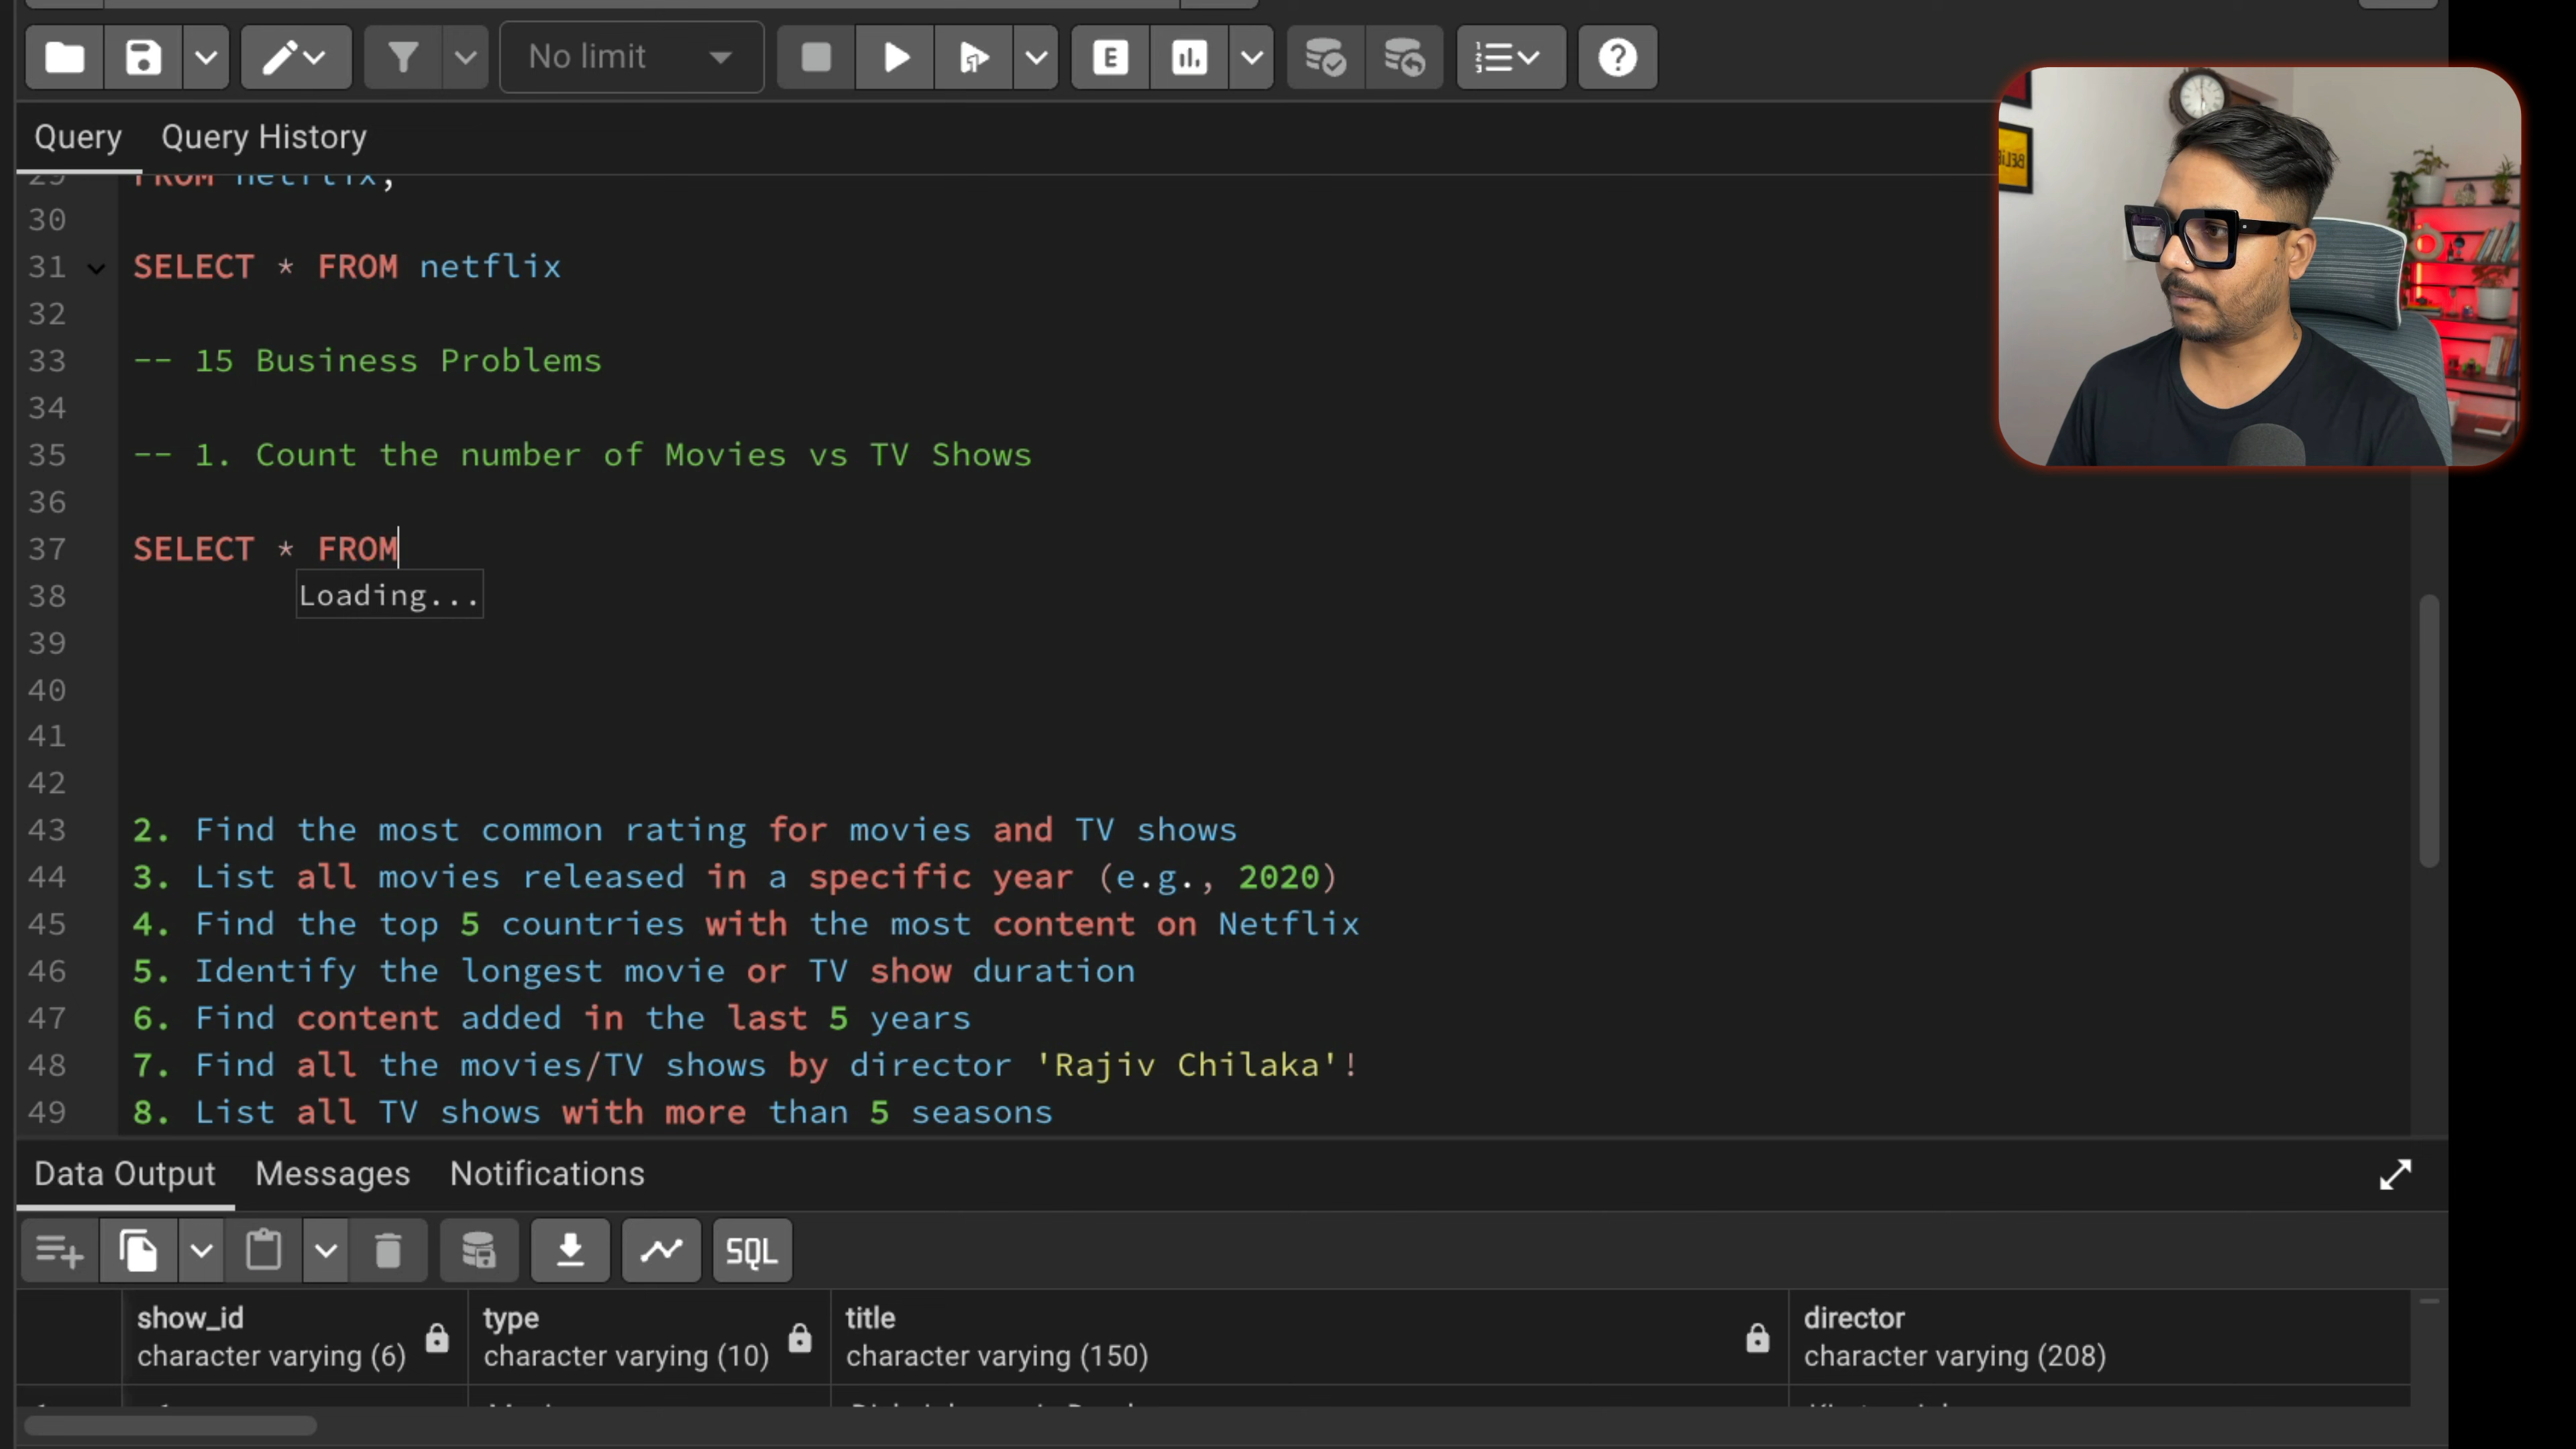 No limit
E
?
Query Query History
29 FROM netflix;
30
31 SELECT * FROM netflix
32
33 -- 15 Business Problems
34
35 -- 1. Count the number of Movies vs TV Shows
36
37 SELECT * FROM
38 Loading...
39
40
41
42
43 2. Find the most common rating for movies and TV shows
44 3. List all movies released in a specific year (e.g., 2020)
45 4. Find the top 5 countries with the most content on Netflix
46 5. Identify the longest movie or TV show duration
47 6. Find content added in the last 5 years
48 7. Find all the movies/TV shows by director 'Rajiv Chilaka'!
49 8. List all TV shows with more than 5 seasons
Data Output Messages Notifications
SQL
show_id type title director
character varying (6) character varying (10) character varying (150) character varying (208)